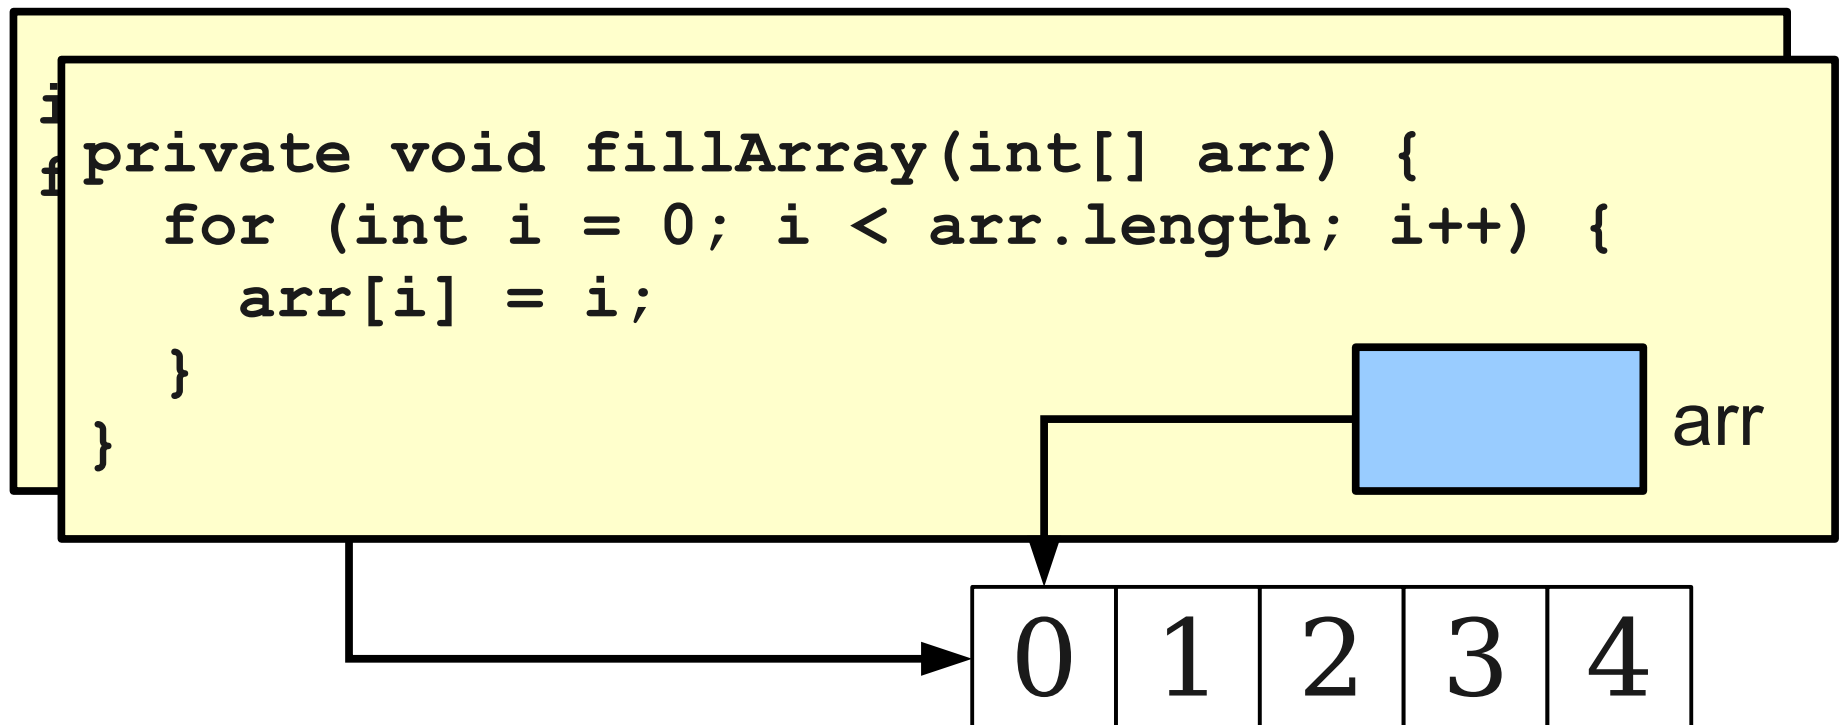 i
f
private void fillArray(int[] arr) {
  for (int i = 0; i < arr.length; i++) {
    arr[i] = i;
  }
}
arr
0 1 2 3 4